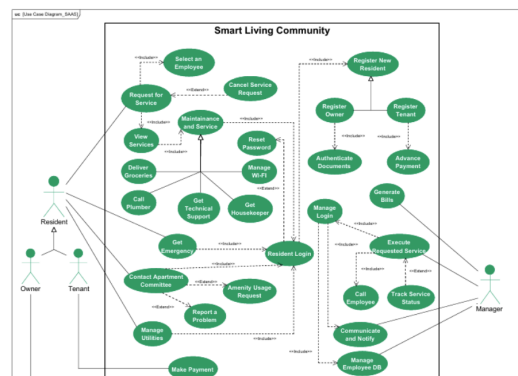 uc [Use Case Diagram_SAAS]
Smart Living Community
Select an
Employee
<<Include>>
Register New
Resident
<<Include>>
Request for
Service
<<Extend>>
Cancel Service
Request
<<Include>>
View
Services
<<Include>>
Maintainance
and Service
<<Include>>
Register
Owner
Register
Tenant
Reset
Password
<<Include>>
<<Include>>
Authenticate
Documents
Advance
Payment
Deliver
Groceries
Manage
Wi-FI
<<Extend>>
Call
Plumber
Get
Technical
Support
Get
Housekeeper
Generate
Bills
Manage
Login
<<Include>>
Resident
Get
Emergency
<<Include>>
Resident Login
Execute
Requested Service
<<Include>>
<<Include>>
<<Extend>>
Contact Apartment
Committee
<<Extend>>
Amenity Usage
Request
Owner
Tenant
<<Extend>>
Call
Employee
Track Service
Status
Manager
Report a
Problem
Manage
Utilities
<<Include>>
Communicate
and Notify
<<Include>>
Manage
Employee DB
Make Payment